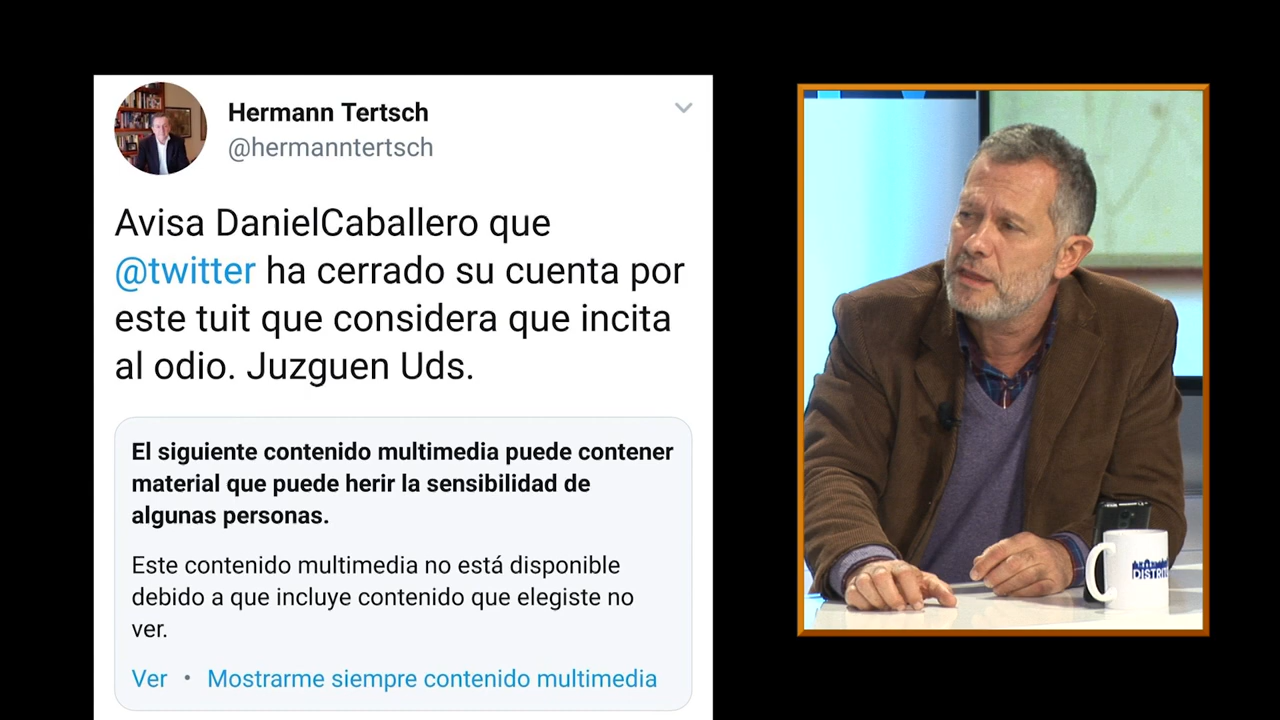 Hermann Tertsch
@hermanntertsch
Avisa DanielCaballero que
@twitter ha cerrado su cuenta por
este tuit que considera que incita
al odio. Juzguen Uds.
El siguiente contenido multimedia puede contener
material que puede herir la sensibilidad de
algunas personas.
Este contenido multimedia no está disponible
debido a que incluye contenido que elegiste no
ver.
Ver • Mostrarme siempre contenido multimedia